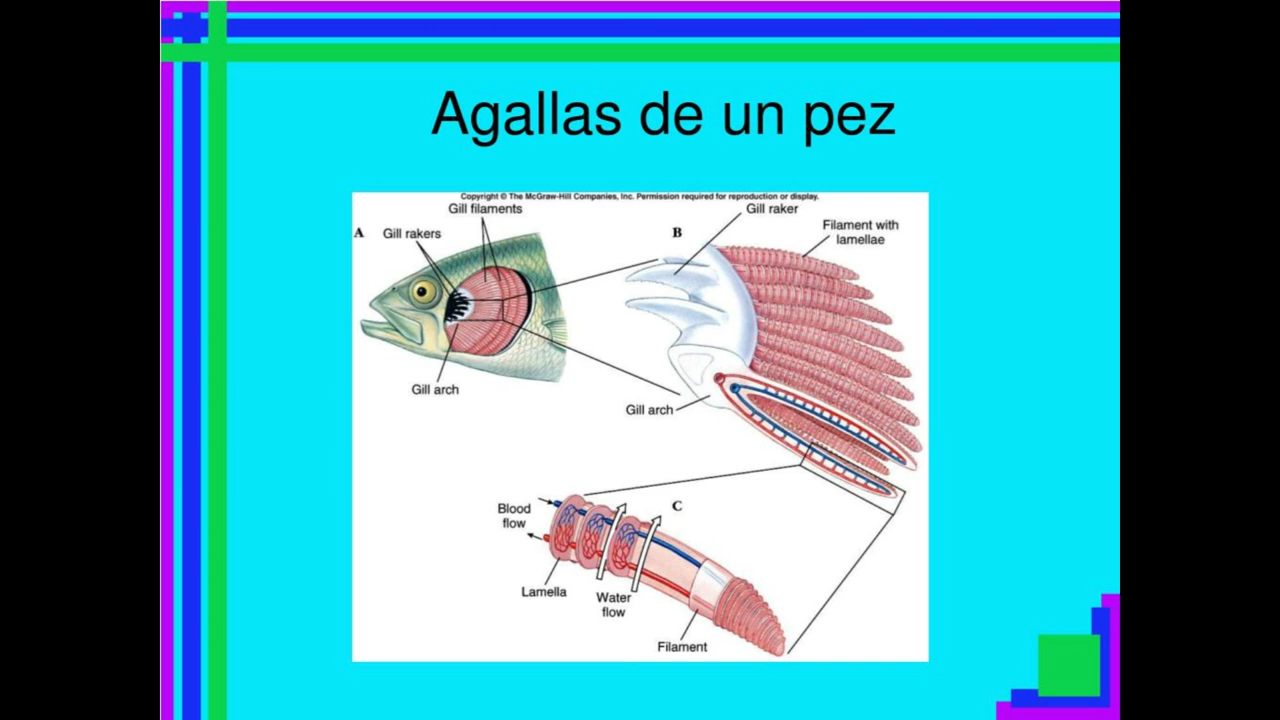 Agallas de un pez
Copyright © The McGraw-Hill Companies, Inc. Permission required for reproduction or display.
Gill filaments
A
Gill rakers
Gill arch
B
Gill raker
Filament with
lamellae
Gill arch
C
Blood
flow
Lamella
Water
flow
Filament